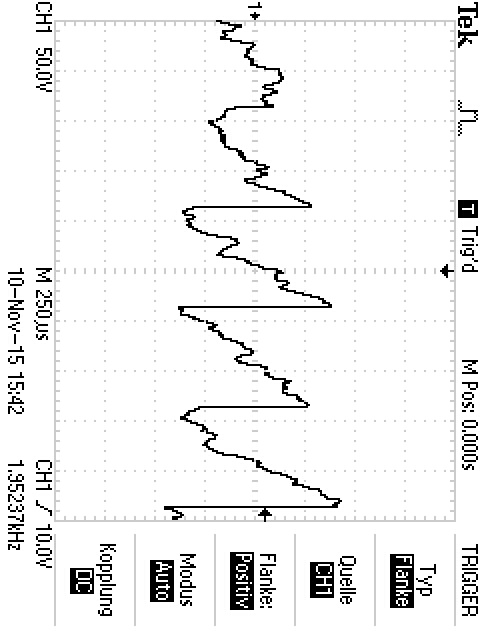 Tek
T Trig'd
M Pos: 0.000s
TRIGGER
Typ
Flanke
Quelle
CH1
Flanke:
Positiv
Modus
Auto
Kopplung
DC
1
CH1 50.0V
M 250µs
CH1 / 10.0V
10-Nov-15 15:42
1.95237kHz